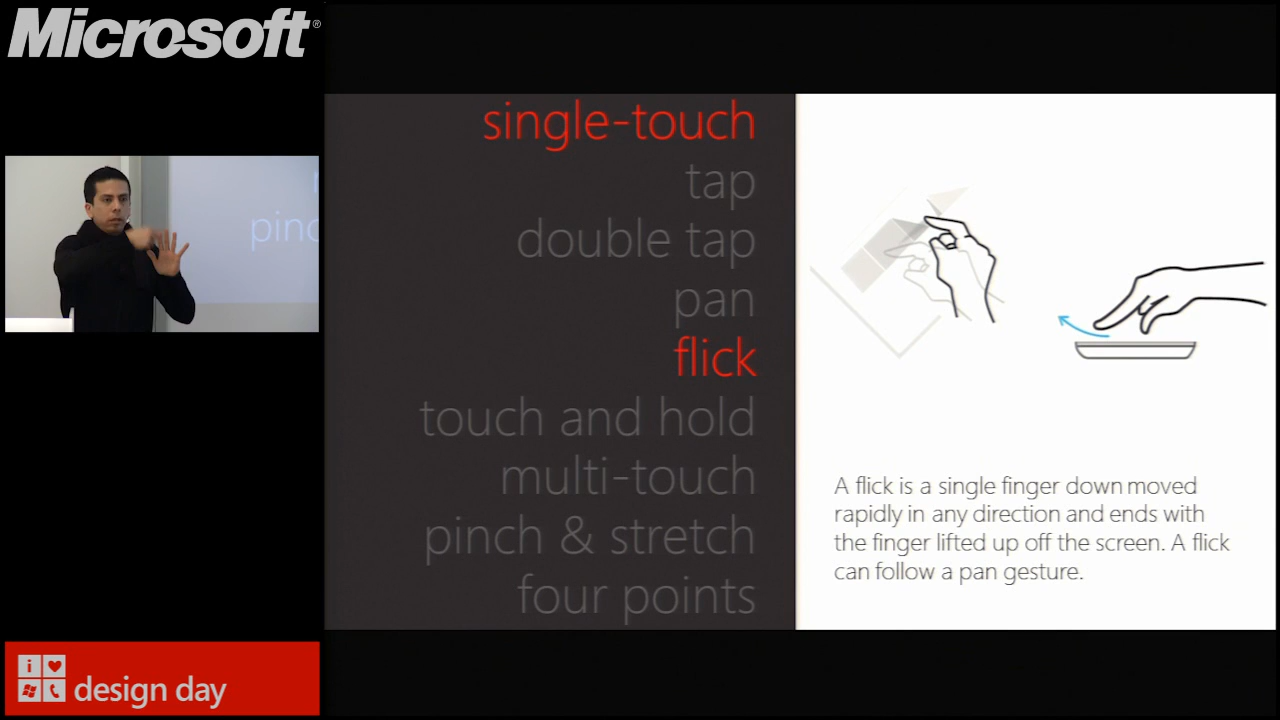 Microsoft®
pinc
i
design day
single-touch
tap
double tap
pan
flick
touch and hold
multi-touch
pinch & stretch
four points
A flick is a single finger down moved
rapidly in any direction and ends with
the finger lifted up off the screen. A flick
can follow a pan gesture.